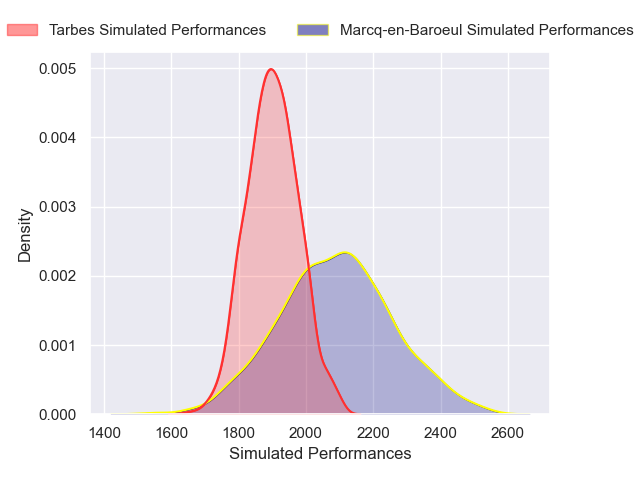 Tarbes Simulated Performances Marcq-en-Baroeul Simulated Performances
0.005
0.004
0.003
0.002
0.001
0.000
Density
1400 1600 1800 2000 2200 2400 2600
Simulated Performances